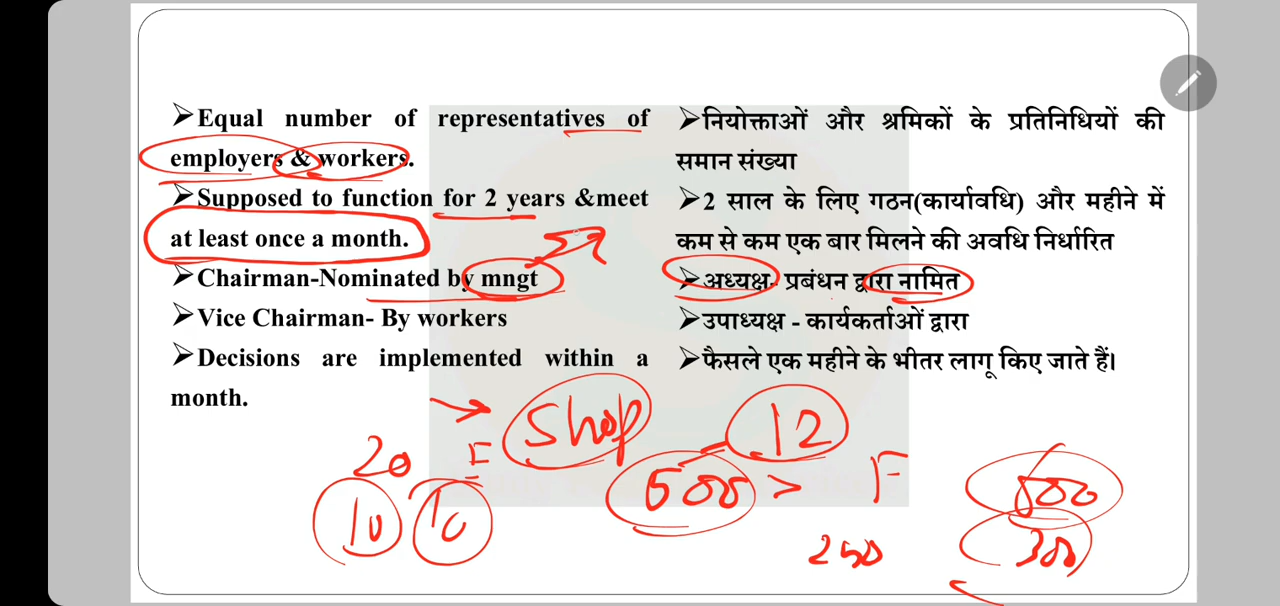 ➤Equal number of representatives of
employers & workers.
➤Supposed to function for 2 years &meet
at least once a month.
➤Chairman-Nominated by mngt
➤Vice Chairman- By workers
➤Decisions are implemented within a
month.
➤नियोक्ताओं और श्रमिकों के प्रतिनिधियों की
समान संख्या
➤2 साल के लिए गठन(कार्यावधि) और महीने में
कम से कम एक बार मिलने की अवधि निर्धारित
➤अध्यक्ष- प्रबंधन द्वारा नामित
➤उपाध्यक्ष - कार्यकर्ताओं द्वारा
➤फैसले एक महीने के भीतर लागू किए जाते हैं।
Shop
12
20
500 >
F
10
10
250
300